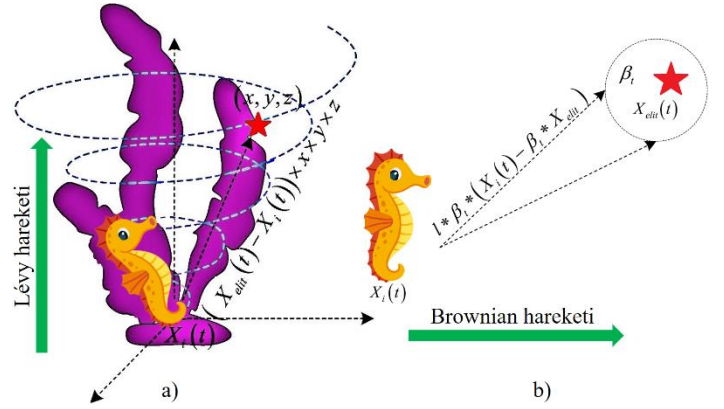 Lévy hareketi
(x, y, z)
((X_elit(t) − X_i(t)) × x × y × z
X_i(t)
a)
β_t
X_elit(t)
l * β_t * (X_i(t) − β_t * X_elit)
X_i(t)
Brownian hareketi
b)